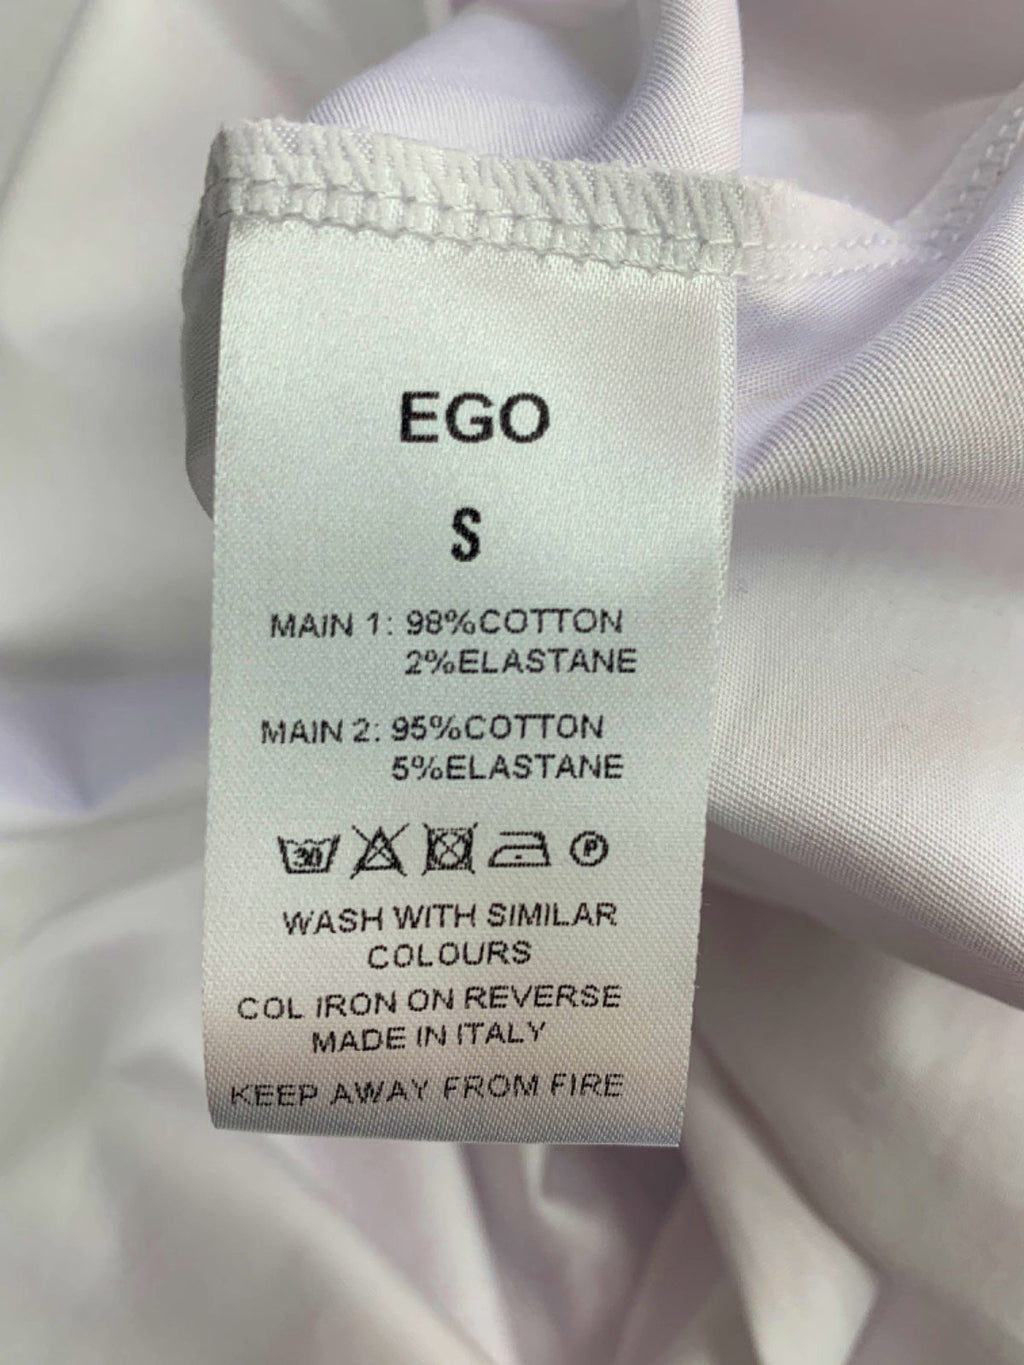 EGO
S
MAIN 1: 98%COTTON
2%ELASTANE
MAIN 2: 95%COTTON
5%ELASTANE
30 P
WASH WITH SIMILAR
COLOURS
COL IRON ON REVERSE
MADE IN ITALY
KEEP AWAY FROM FIRE